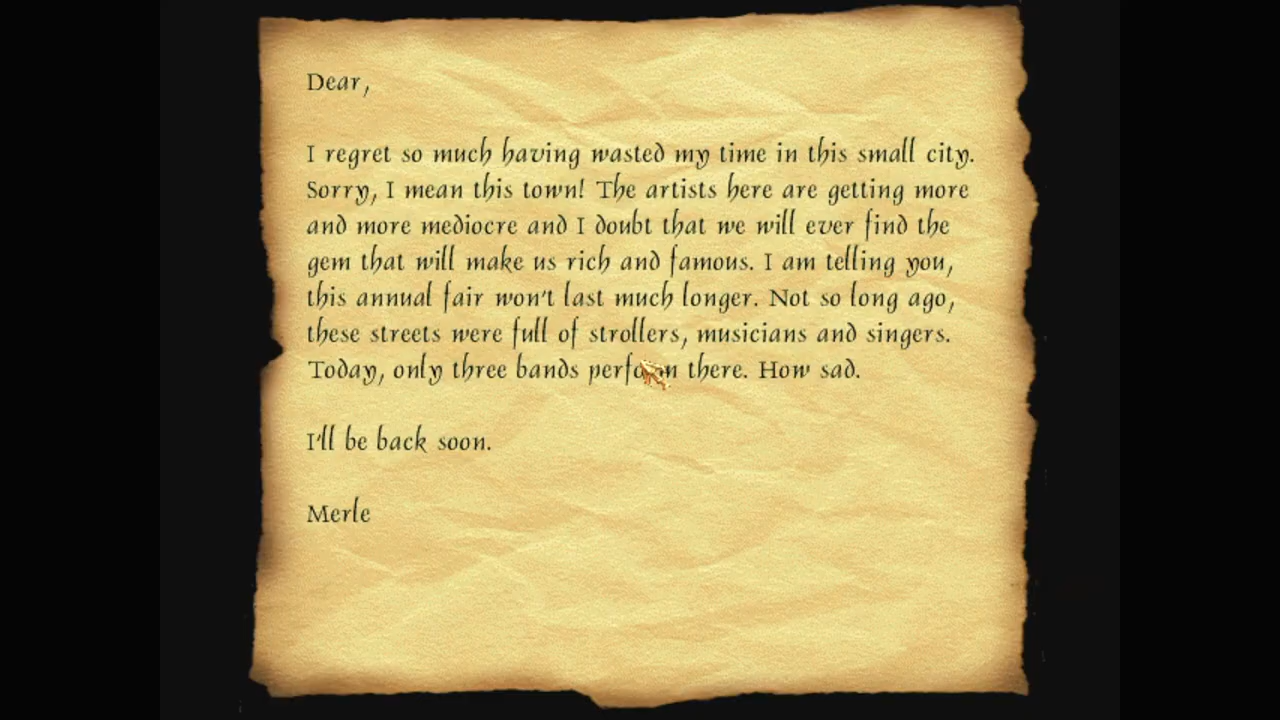 Dear,
I regret so much having wasted my time in this small city.
Sorry, I mean this town! The artists here are getting more
and more mediocre and I doubt that we will ever find the
gem that will make us rich and famous. I am telling you,
this annual fair won't last much longer. Not so long ago,
these streets were full of strollers, musicians and singers.
Today, only three bands perform there. How sad.
I'll be back soon.
Merle